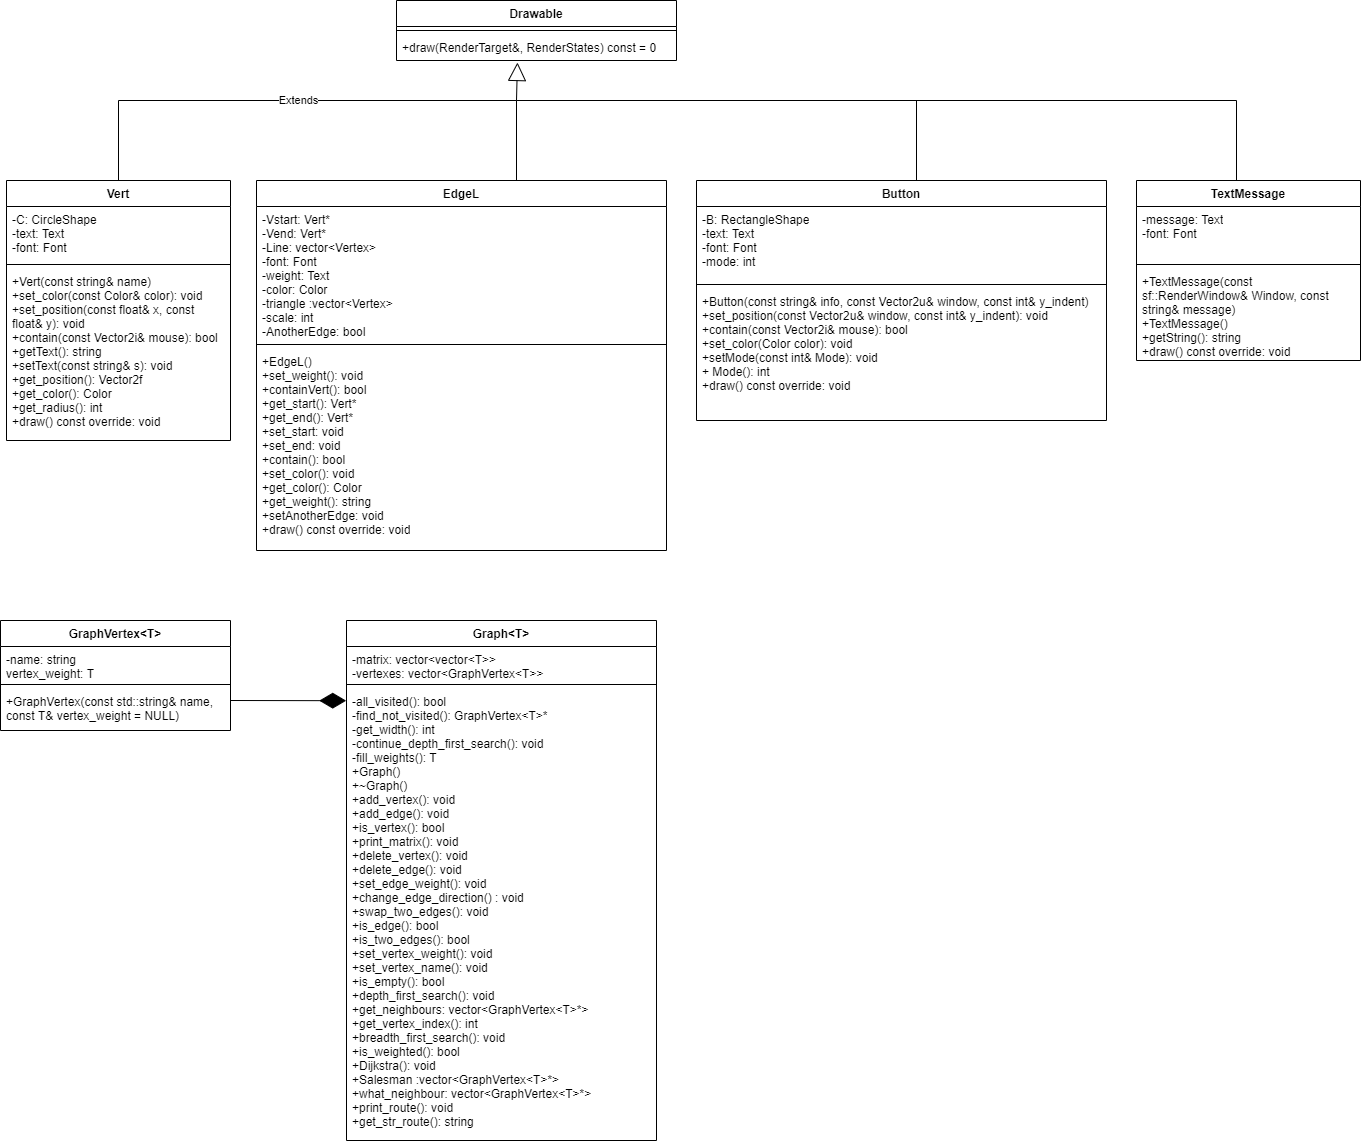 Drawable
+draw(RenderTarget&, RenderStates) const = 0
Extends
Vert
-C: CircleShape
-text: Text
-font: Font
+Vert(const string& name)
+set_color(const Color& color): void
+set_position(const float& x, const
float& y): void
+contain(const Vector2i& mouse): bool
+getText(): string
+setText(const string& s): void
+get_position(): Vector2f
+get_color(): Color
+get_radius(): int
+draw() const override: void
EdgeL
-Vstart: Vert*
-Vend: Vert*
-Line: vector<Vertex>
-font: Font
-weight: Text
-color: Color
-triangle :vector<Vertex>
-scale: int
-AnotherEdge: bool
+EdgeL()
+set_weight(): void
+containVert(): bool
+get_start(): Vert*
+get_end(): Vert*
+set_start: void
+set_end: void
+contain(): bool
+set_color(): void
+get_color(): Color
+get_weight(): string
+setAnotherEdge: void
+draw() const override: void
Button
-B: RectangleShape
-text: Text
-font: Font
-mode: int
+Button(const string& info, const Vector2u& window, const int& y_indent)
+set_position(const Vector2u& window, const int& y_indent): void
+contain(const Vector2i& mouse): bool
+set_color(Color color): void
+setMode(const int& Mode): void
+ Mode(): int
+draw() const override: void
TextMessage
-message: Text
-font: Font
+TextMessage(const
sf::RenderWindow& Window, const
string& message)
+TextMessage()
+getString(): string
+draw() const override: void
GraphVertex<T>
-name: string
vertex_weight: T
+GraphVertex(const std::string& name,
const T& vertex_weight = NULL)
Graph<T>
-matrix: vector<vector<T>>
-vertexes: vector<GraphVertex<T>>
-all_visited(): bool
-find_not_visited(): GraphVertex<T>*
-get_width(): int
-continue_depth_first_search(): void
-fill_weights(): T
+Graph()
+~Graph()
+add_vertex(): void
+add_edge(): void
+is_vertex(): bool
+print_matrix(): void
+delete_vertex(): void
+delete_edge(): void
+set_edge_weight(): void
+change_edge_direction() : void
+swap_two_edges(): void
+is_edge(): bool
+is_two_edges(): bool
+set_vertex_weight(): void
+set_vertex_name(): void
+is_empty(): bool
+depth_first_search(): void
+get_neighbours: vector<GraphVertex<T>*>
+get_vertex_index(): int
+breadth_first_search(): void
+is_weighted(): bool
+Dijkstra(): void
+Salesman :vector<GraphVertex<T>*>
+what_neighbour: vector<GraphVertex<T>*>
+print_route(): void
+get_str_route(): string